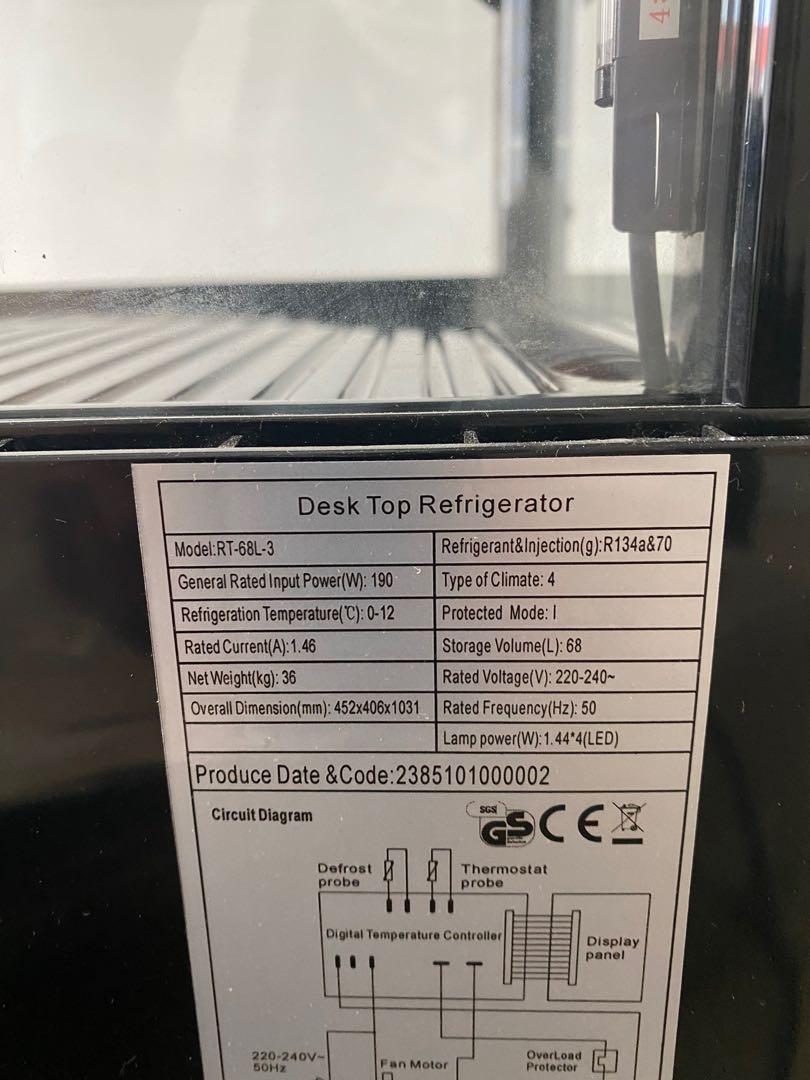 Desk Top Refrigerator
Model:RT-68L-3
Refrigerant&Injection(g):R134a&70
General Rated Input Power(W): 190
Type of Climate: 4
Refrigeration Temperature(℃): 0-12
Protected Mode: I
Rated Current(A):1.46
Storage Volume(L): 68
Net Weight(kg): 36
Rated Voltage(V): 220-240~
Overall Dimension(mm): 452x406x1031
Rated Frequency(Hz): 50
Lamp power(W):1.44*4(LED)
Produce Date &Code:2385101000002
Circuit Diagram
SGS
GS CE
Defrost
probe
Thermostat
probe
Digital Temperature Controller
Display
panel
220-240V~
50Hz
Fan Motor
OverLoad
Protector